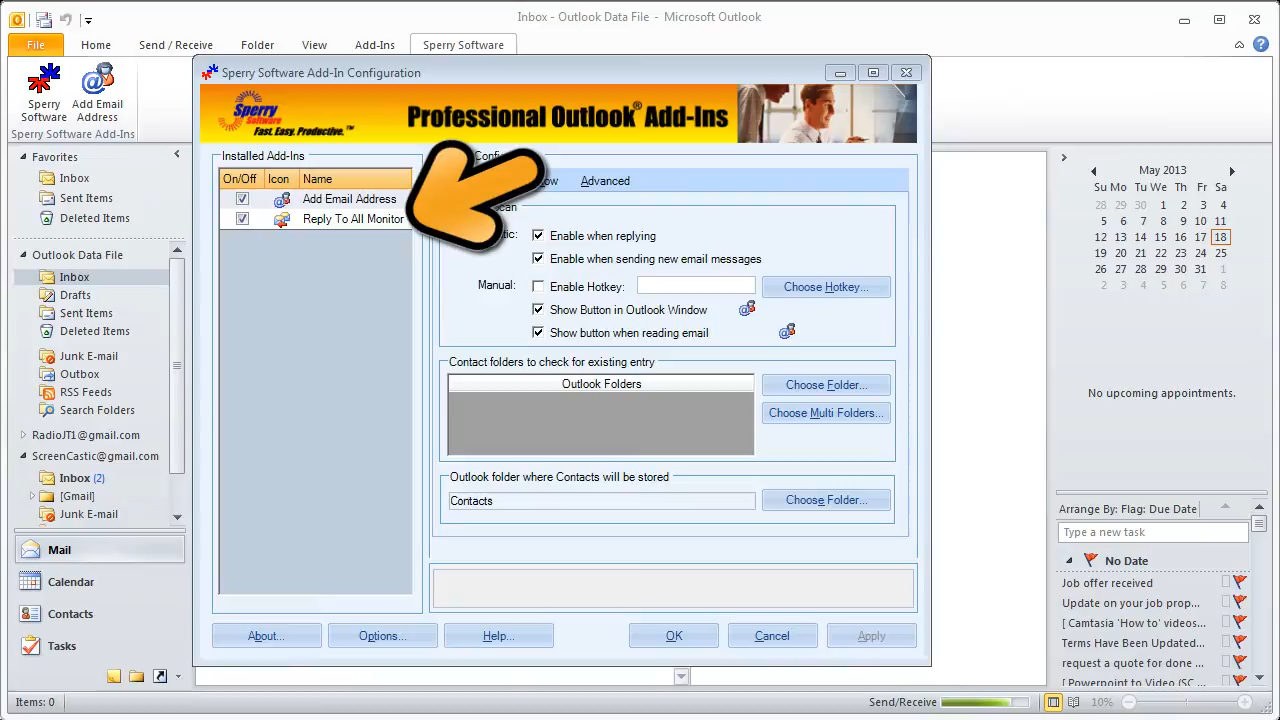 Inbox - Outlook Data File - Microsoft Outlook
File Home Send / Receive Folder View Add-Ins Sperry Software
Sperry Software
Add Email Address
Sperry Software Add-Ins
Favorites
Inbox
Sent Items
Deleted Items
Outlook Data File
Inbox
Drafts
Sent Items
Deleted Items
Junk E-mail
Outbox
RSS Feeds
Search Folders
RadioJT1@gmail.com
ScreenCastic@gmail.com
Inbox (2)
[Gmail]
Junk E-mail
Mail
Calendar
Contacts
Tasks
Sperry Software Add-In Configuration
Sperry Software
Fast. Easy. Productive.™
Professional Outlook® Add-Ins
Installed Add-Ins
On/Off Icon Name
Add Email Address
Reply To All Monitor
Advanced
Enable when replying
Enable when sending new email messages
Manual: Enable Hotkey: Choose Hotkey...
Show Button in Outlook Window
Show button when reading email
Contact folders to check for existing entry
Outlook Folders
Choose Folder...
Choose Multi Folders...
Outlook folder where Contacts will be stored
Contacts Choose Folder...
About... Options... Help... OK Cancel Apply
May 2013
Su Mo Tu We Th Fr Sa
28 29 30 1 2 3 4
5 6 7 8 9 10 11
12 13 14 15 16 17 18
19 20 21 22 23 24 25
26 27 28 29 30 31 1
2 3 4 5 6 7 8
No upcoming appointments.
Arrange By: Flag: Due Date
Type a new task
No Date
Job offer received
Update on your job prop...
[ Camtasia 'How to' videos...
Terms Have Been Updated...
request a quote for done ...
[ Powerpoint to Video (SC ...
Items: 0
Send/Receive
10%